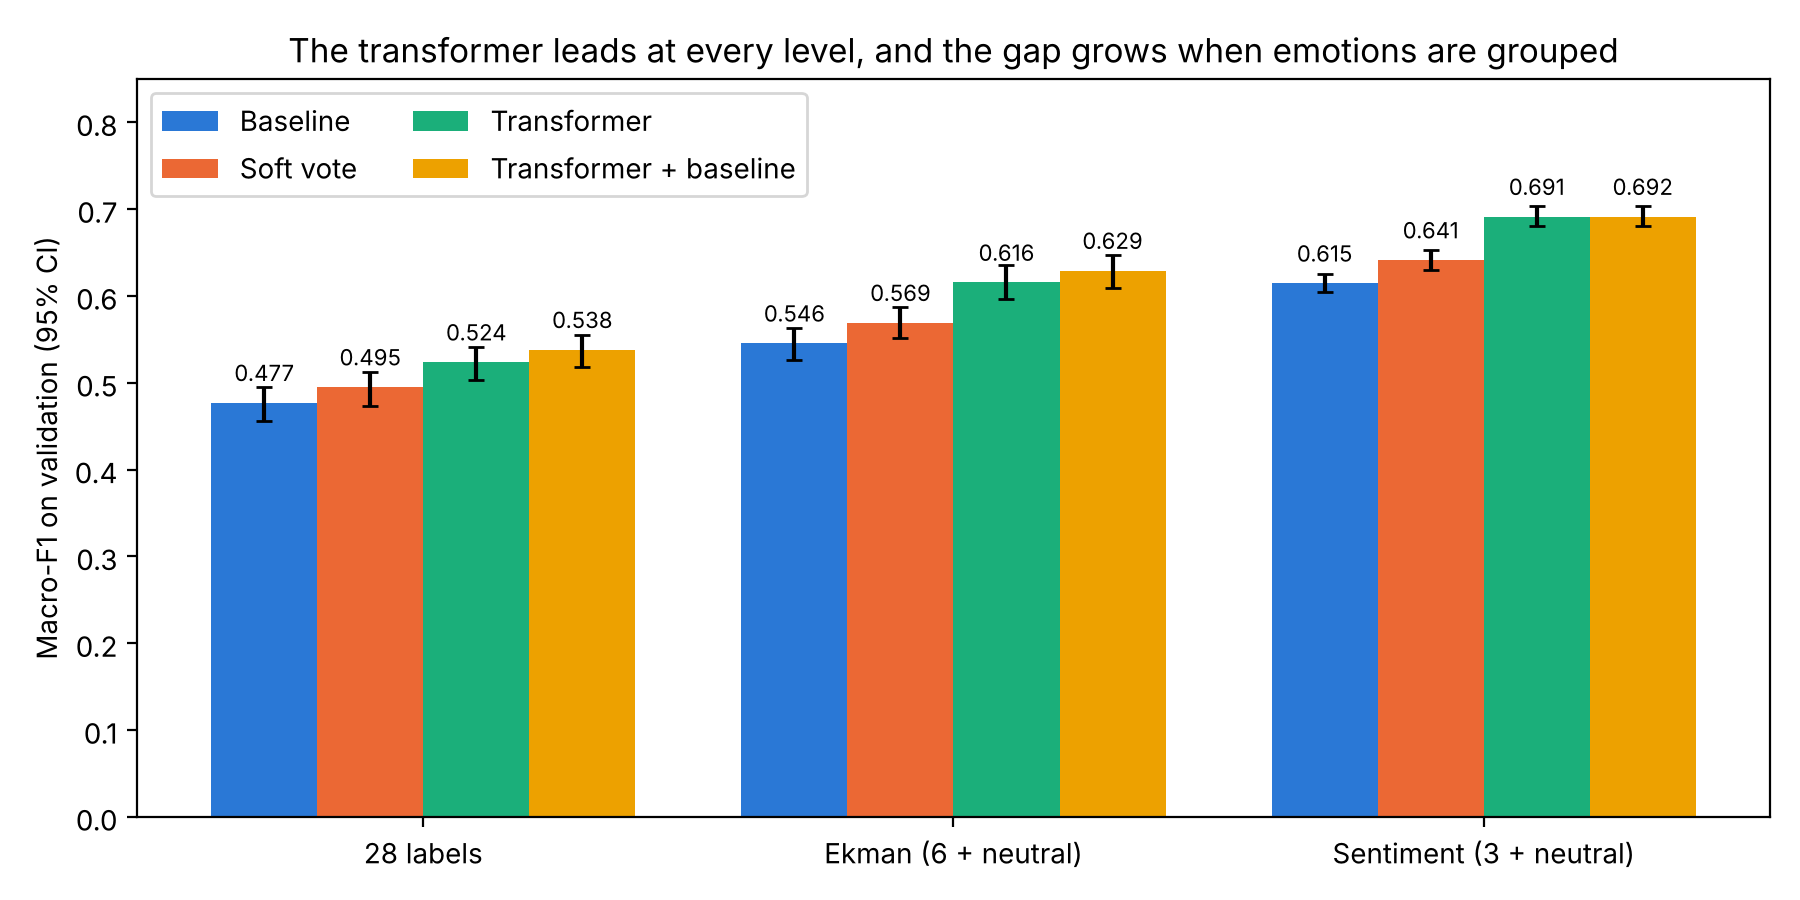 The transformer leads at every level, and the gap grows when emotions are grouped
Macro-F1 on validation (95% CI)
0.8
0.7
0.6
0.5
0.4
0.3
0.2
0.1
0.0
Baseline
Soft vote
Transformer
Transformer + baseline
0.477
0.495
0.524
0.538
0.546
0.569
0.616
0.629
0.615
0.641
0.691
0.692
28 labels
Ekman (6 + neutral)
Sentiment (3 + neutral)